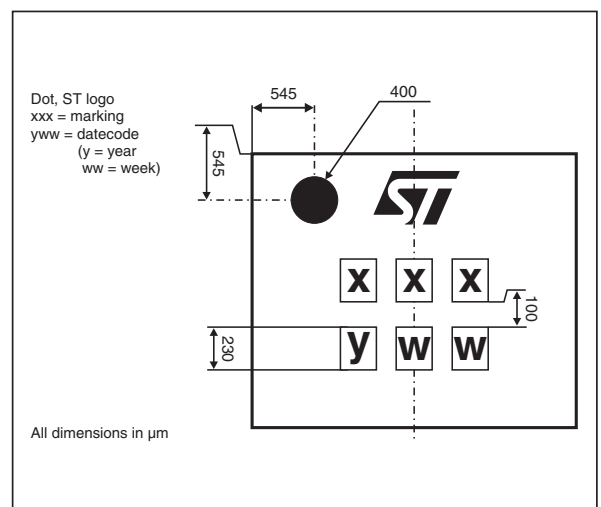 Dot, ST logo
xxx = marking
yww = datecode
(y = year
ww = week)
545
400
545
ST
x x x
100
230
y w w
All dimensions in µm